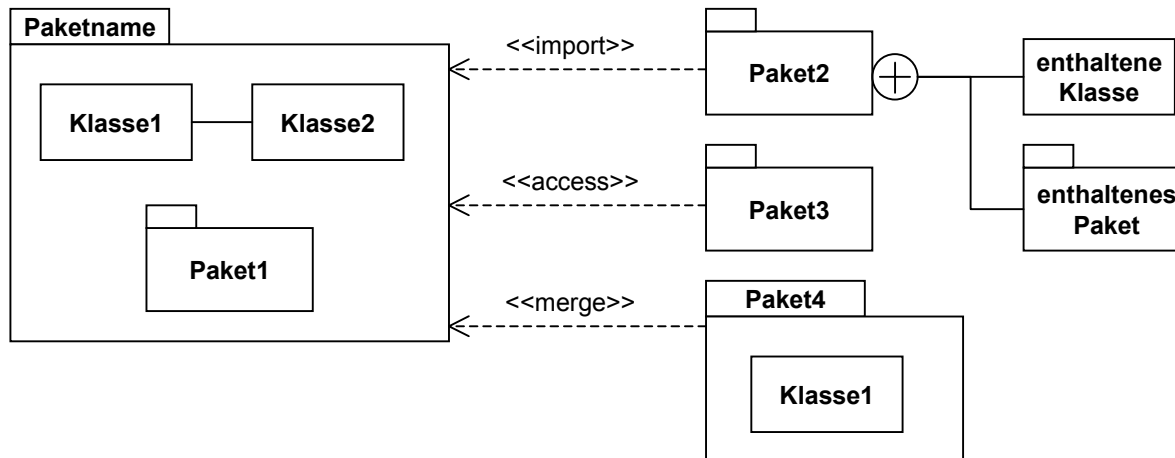 Paketname
Klasse1
Klasse2
Paket1
<<import>>
<<access>>
<<merge>>
Paket2
Paket3
Paket4
Klasse1
enthaltene
Klasse
enthaltenes
Paket